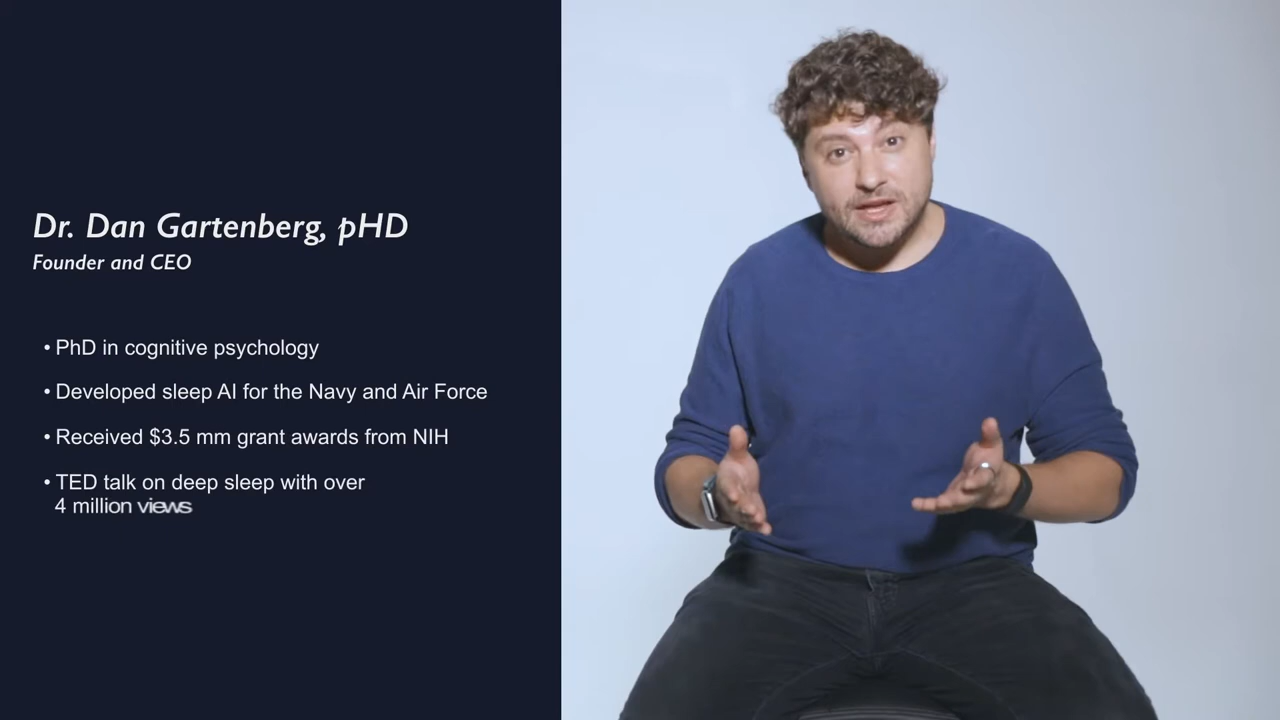 Dr. Dan Gartenberg, pHD
Founder and CEO
• PhD in cognitive psychology
• Developed sleep AI for the Navy and Air Force
• Received $3.5 mm grant awards from NIH
• TED talk on deep sleep with over
4 million views